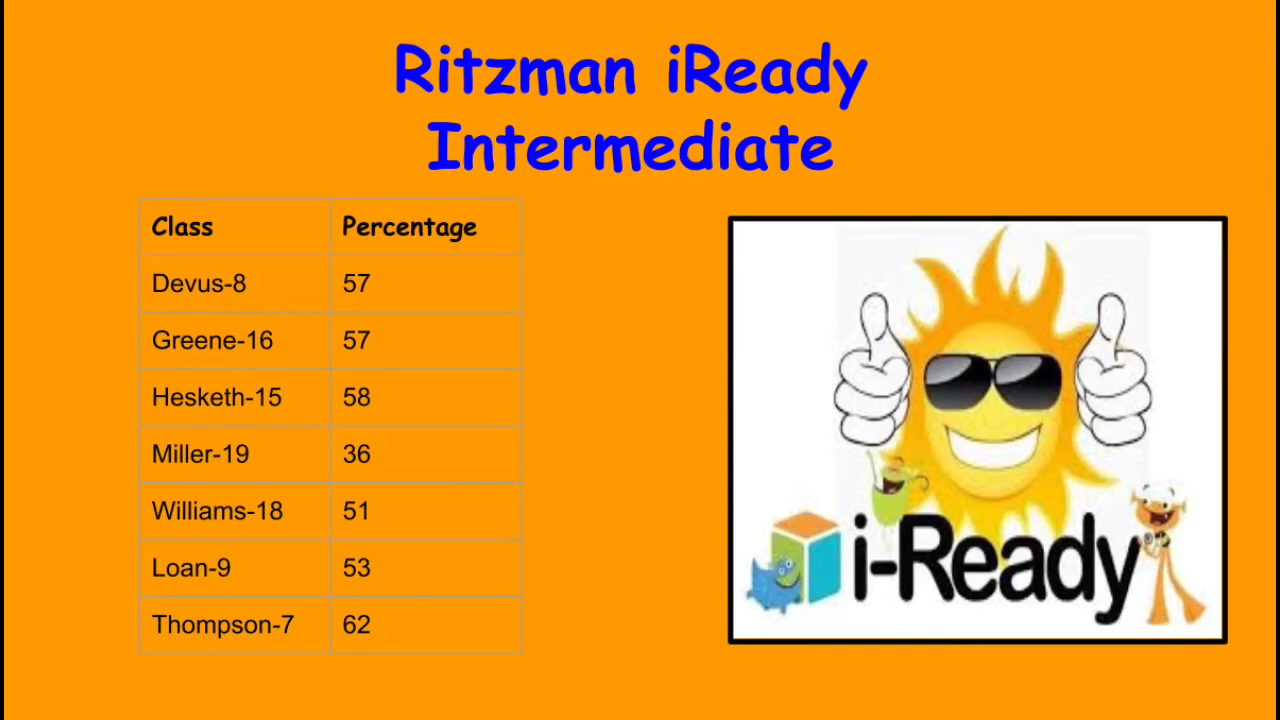 Ritzman iReady
Intermediate
Class Percentage
Devus-8 57
Greene-16 57
Hesketh-15 58
Miller-19 36
Williams-18 51
Loan-9 53
Thompson-7 62
i-Ready